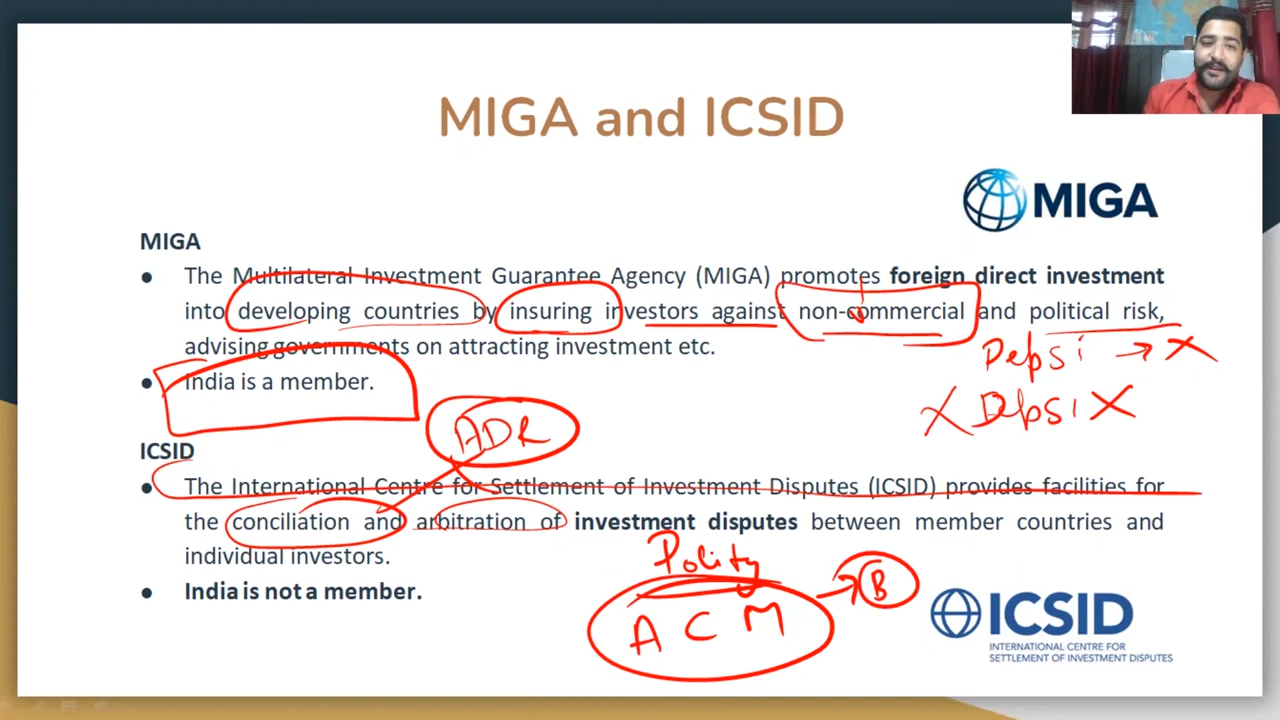 MIGA and ICSID
MIGA
MIGA
● The Multilateral Investment Guarantee Agency (MIGA) promotes foreign direct investment
into developing countries by insuring investors against non-commercial and political risk,
advising governments on attracting investment etc.
Pepsi → X
● India is a member.
X Pepsi X
ADR
ICSID
● The International Centre for Settlement of Investment Disputes (ICSID) provides facilities for
the conciliation and arbitration of investment disputes between member countries and
individual investors.
Polity
● India is not a member.
A C M → B
ICSID
INTERNATIONAL CENTRE FOR
SETTLEMENT OF INVESTMENT DISPUTES